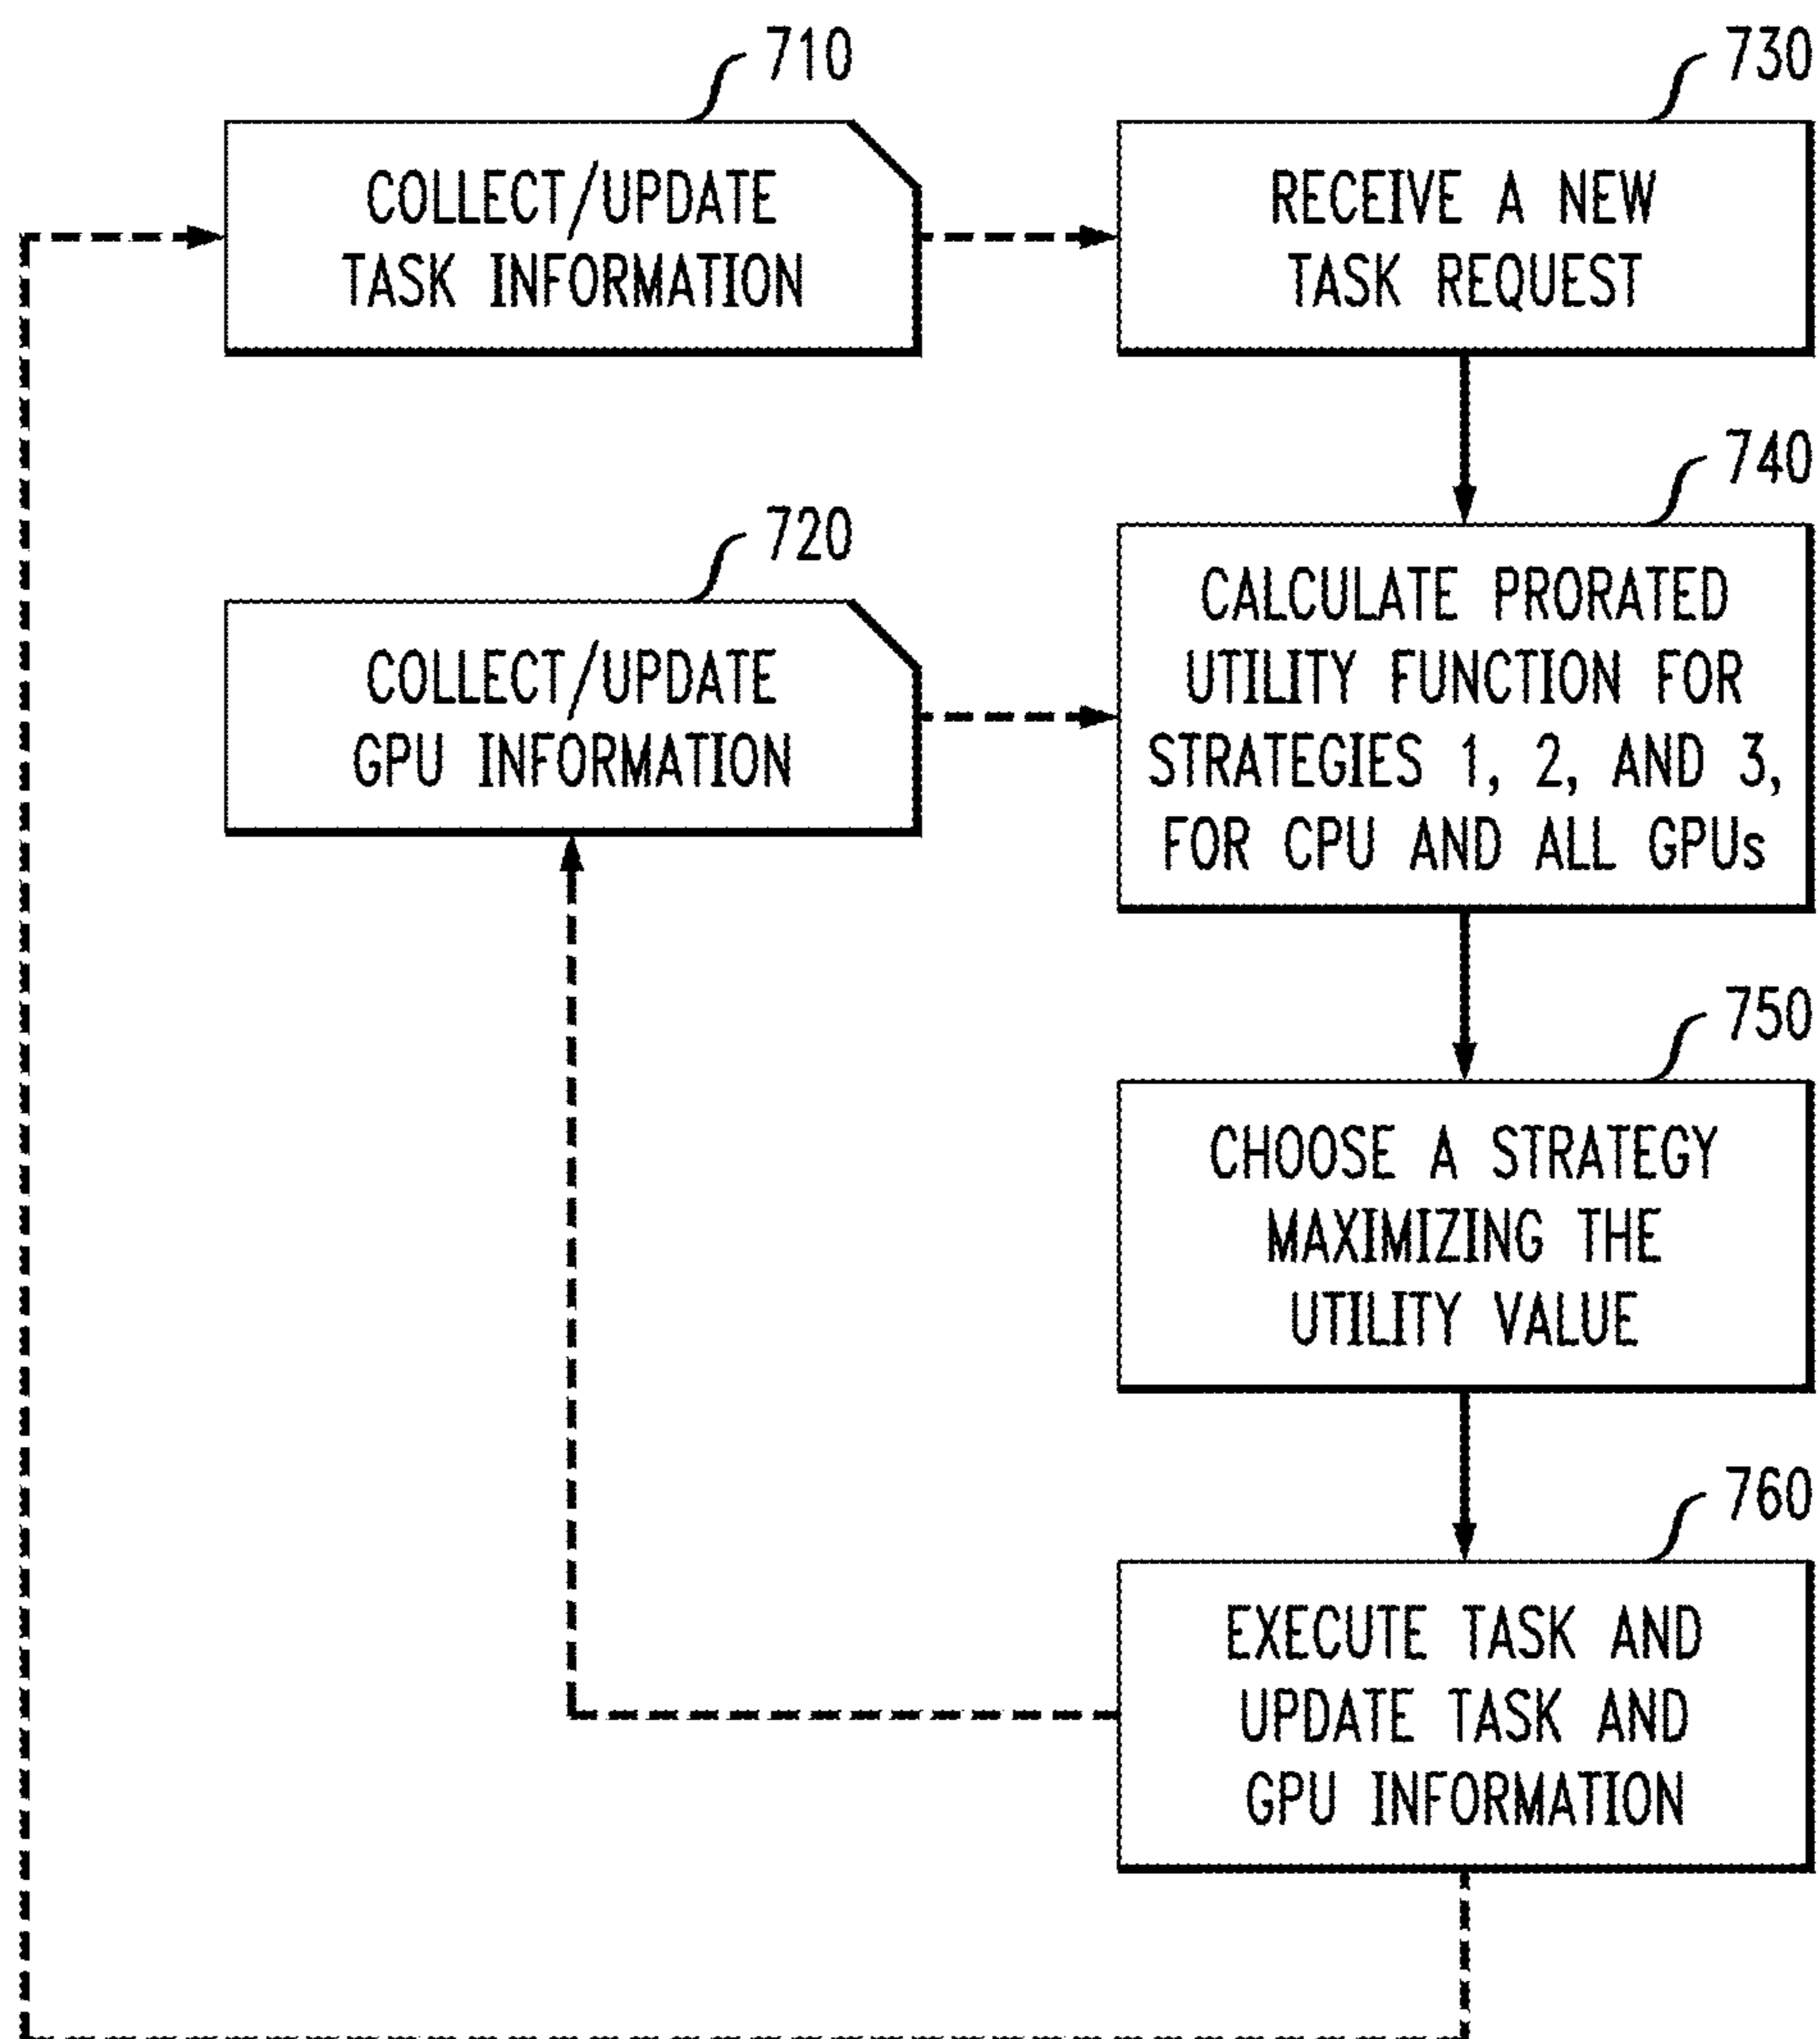 710
COLLECT/UPDATE
TASK INFORMATION
730
RECEIVE A NEW
TASK REQUEST
720
COLLECT/UPDATE
GPU INFORMATION
740
CALCULATE PRORATED
UTILITY FUNCTION FOR
STRATEGIES 1, 2, AND 3,
FOR CPU AND ALL GPUs
750
CHOOSE A STRATEGY
MAXIMIZING THE
UTILITY VALUE
760
EXECUTE TASK AND
UPDATE TASK AND
GPU INFORMATION